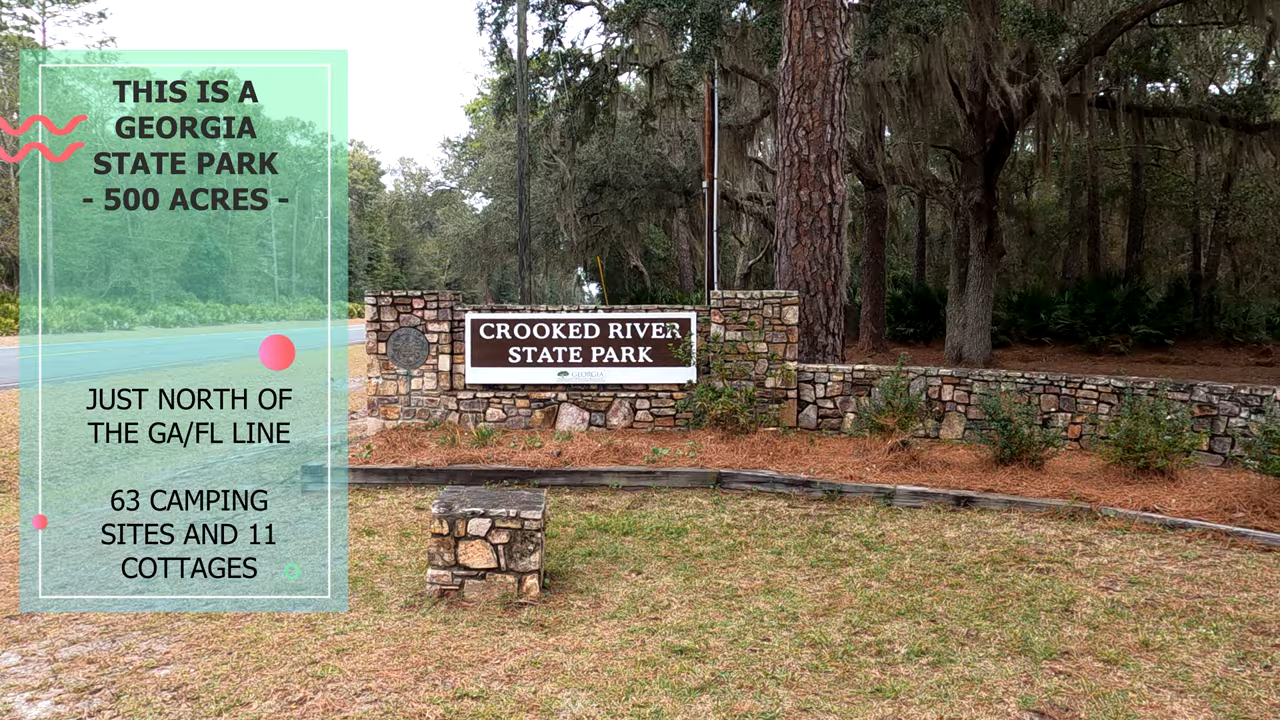 THIS IS A
GEORGIA
STATE PARK
- 500 ACRES -
JUST NORTH OF
THE GA/FL LINE
63 CAMPING
SITES AND 11
COTTAGES
CROOKED RIVER
STATE PARK
GEORGIA